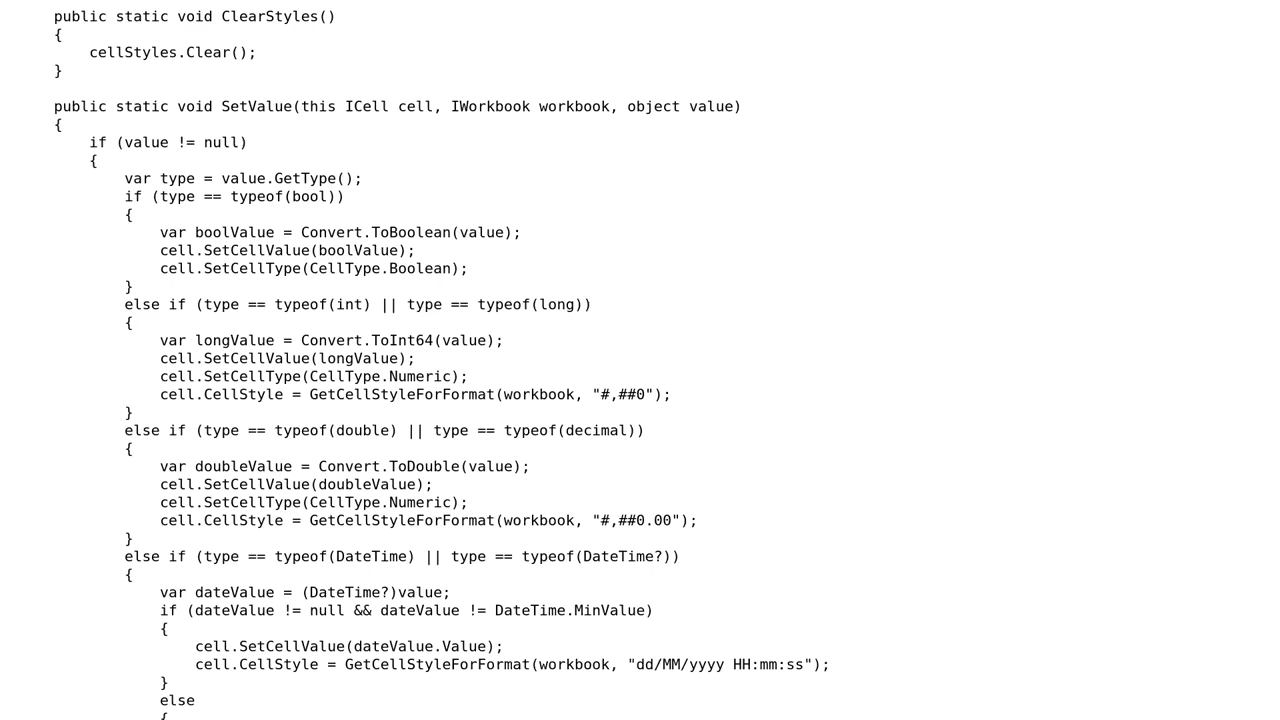 public static void ClearStyles()
{
cellStyles.Clear();
}
public static void SetValue(this ICell cell, IWorkbook workbook, object value)
{
if (value != null)
{
var type = value.GetType();
if (type == typeof(bool))
{
var boolValue = Convert.ToBoolean(value);
cell.SetCellValue(boolValue);
cell.SetCellType(CellType.Boolean);
}
else if (type == typeof(int) || type == typeof(long))
{
var longValue = Convert.ToInt64(value);
cell.SetCellValue(longValue);
cell.SetCellType(CellType.Numeric);
cell.CellStyle = GetCellStyleForFormat(workbook, "#,##0");
}
else if (type == typeof(double) || type == typeof(decimal))
{
var doubleValue = Convert.ToDouble(value);
cell.SetCellValue(doubleValue);
cell.SetCellType(CellType.Numeric);
cell.CellStyle = GetCellStyleForFormat(workbook, "#,##0.00");
}
else if (type == typeof(DateTime) || type == typeof(DateTime?))
{
var dateValue = (DateTime?)value;
if (dateValue != null && dateValue != DateTime.MinValue)
{
cell.SetCellValue(dateValue.Value);
cell.CellStyle = GetCellStyleForFormat(workbook, "dd/MM/yyyy HH:mm:ss");
}
else
{